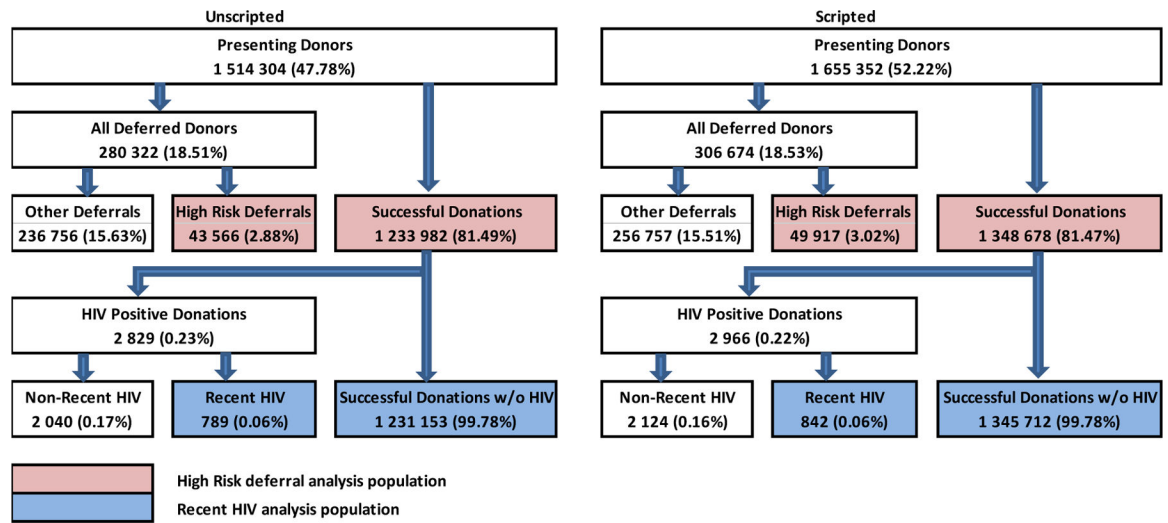 Unscripted
Presenting Donors
1 514 304 (47.78%)
All Deferred Donors
280 322 (18.51%)
Other Deferrals
236 756 (15.63%)
High Risk Deferrals
43 566 (2.88%)
Successful Donations
1 233 982 (81.49%)
HIV Positive Donations
2 829 (0.23%)
Non-Recent HIV
2 040 (0.17%)
Recent HIV
789 (0.06%)
Successful Donations w/o HIV
1 231 153 (99.78%)
Scripted
Presenting Donors
1 655 352 (52.22%)
All Deferred Donors
306 674 (18.53%)
Other Deferrals
256 757 (15.51%)
High Risk Deferrals
49 917 (3.02%)
Successful Donations
1 348 678 (81.47%)
HIV Positive Donations
2 966 (0.22%)
Non-Recent HIV
2 124 (0.16%)
Recent HIV
842 (0.06%)
Successful Donations w/o HIV
1 345 712 (99.78%)
High Risk deferral analysis population
Recent HIV analysis population